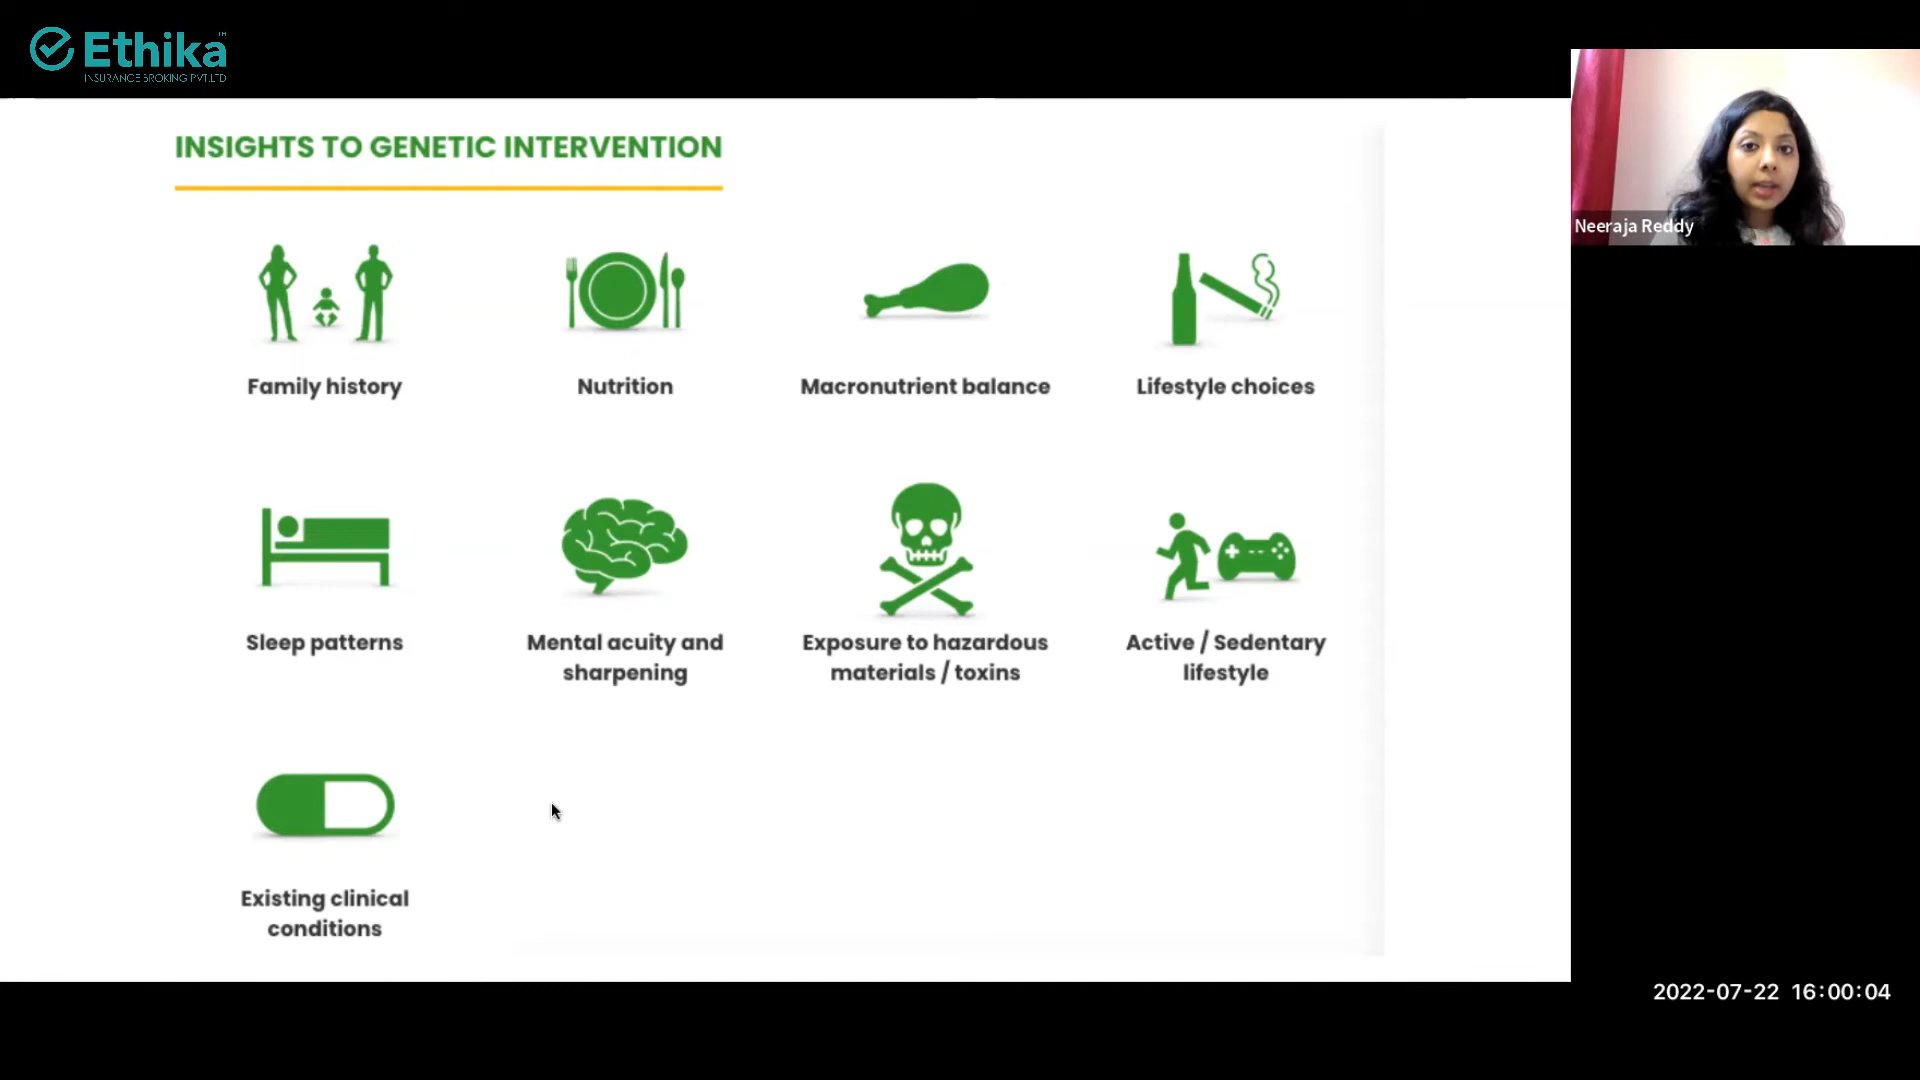 Ethika
INSURANCE BROKING PVT.LTD
INSIGHTS TO GENETIC INTERVENTION
Neeraja Reddy
Family history
Nutrition
Macronutrient balance
Lifestyle choices
Sleep patterns
Mental acuity and
sharpening
Exposure to hazardous
materials / toxins
Active / Sedentary
lifestyle
Existing clinical
conditions
2022-07-22 16:00:04